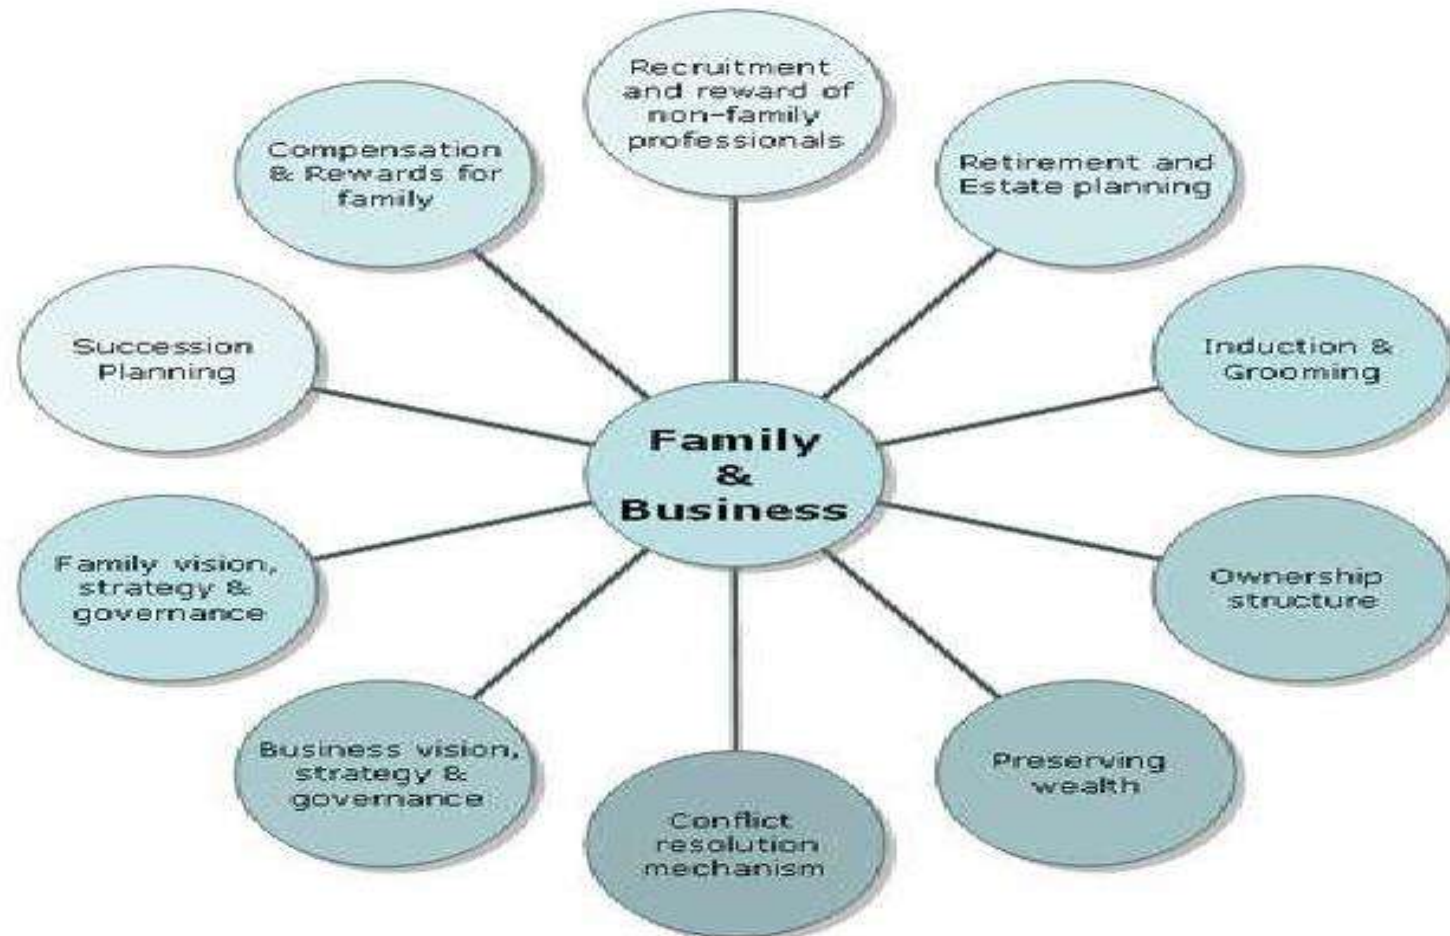 Recruitment
and reward of
non-family
professionals
Compensation
& Rewards for
family
Retirement and
Estate planning
Succession
Planning
Induction &
Grooming
Family
&
Business
Family vision,
strategy &
governance
Ownership
structure
Business vision,
strategy &
governance
Preserving
wealth
Conflict
resolution
mechanism